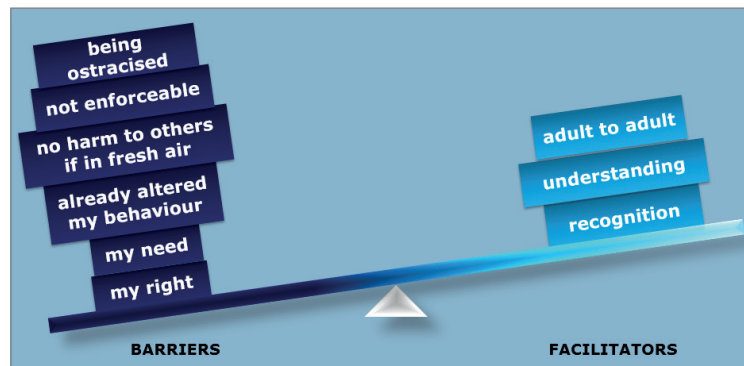 being
ostracised
not enforceable
no harm to others
if in fresh air
already altered
my behaviour
my need
my right
adult to adult
understanding
recognition
BARRIERS
FACILITATORS